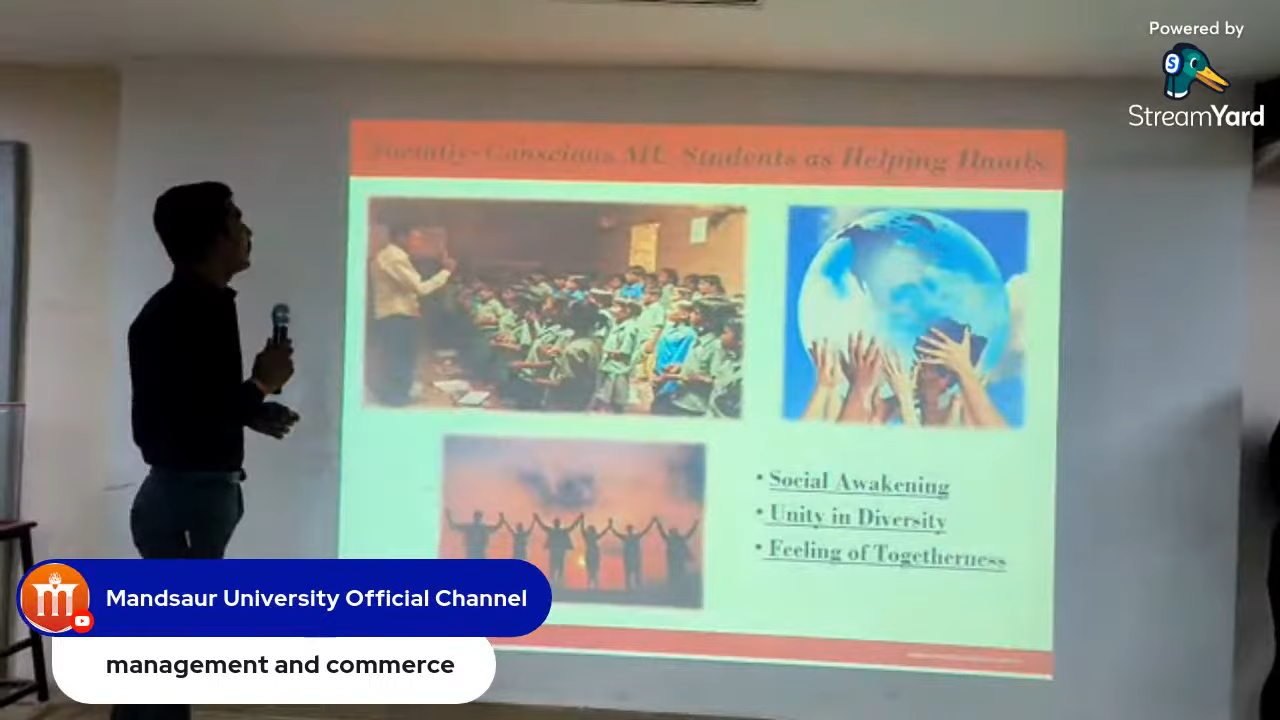 Powered by
StreamYard
Society-Conscious MU Students as Helping Hands
• Social Awakening
• Unity in Diversity
• Feeling of Togetherness
Mandsaur University Official Channel
management and commerce